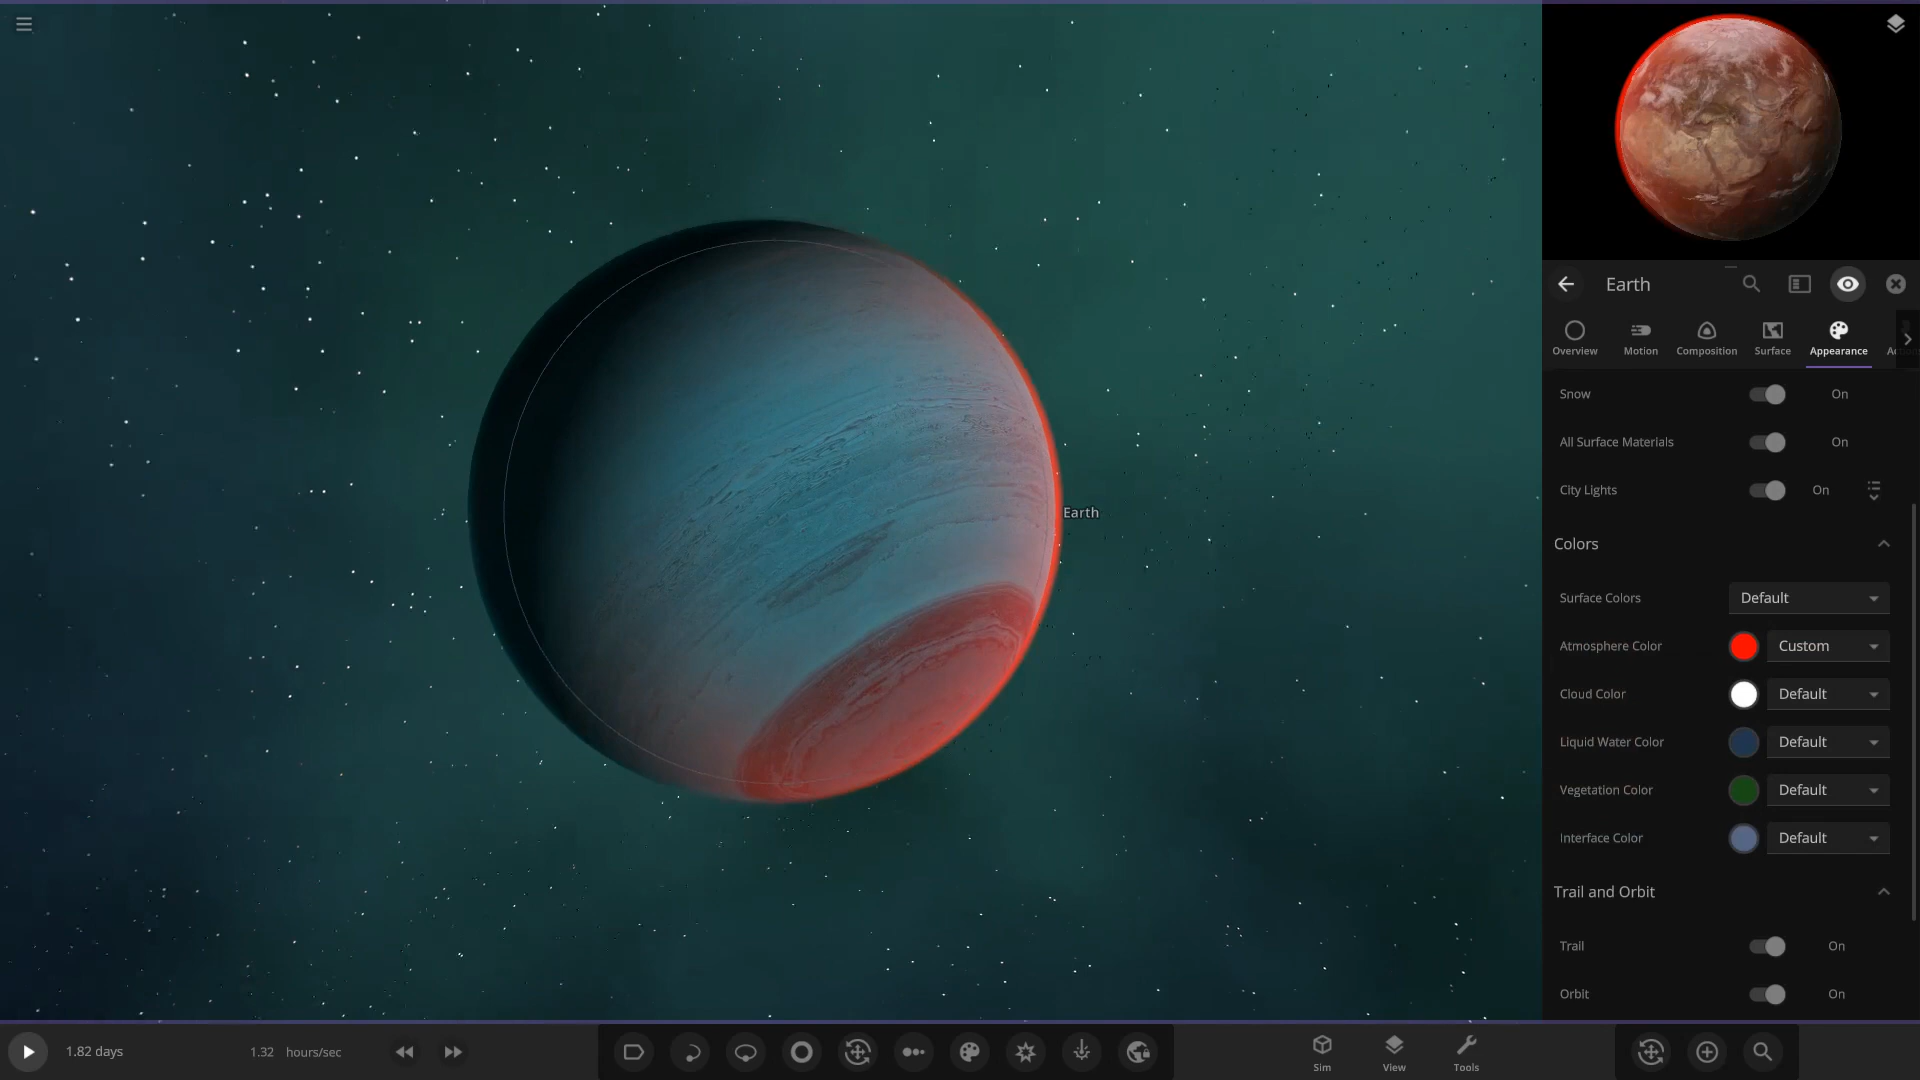 Earth
Earth
Overview
Motion
Composition
Surface
Appearance
Snow On
All Surface Materials On
City Lights On
Colors
Surface Colors Default
Atmosphere Color Custom
Cloud Color Default
Liquid Water Color Default
Vegetation Color Default
Interface Color Default
Trail and Orbit
Trail On
Orbit On
1.82 days
1.32 hours/sec
Sim
View
Tools